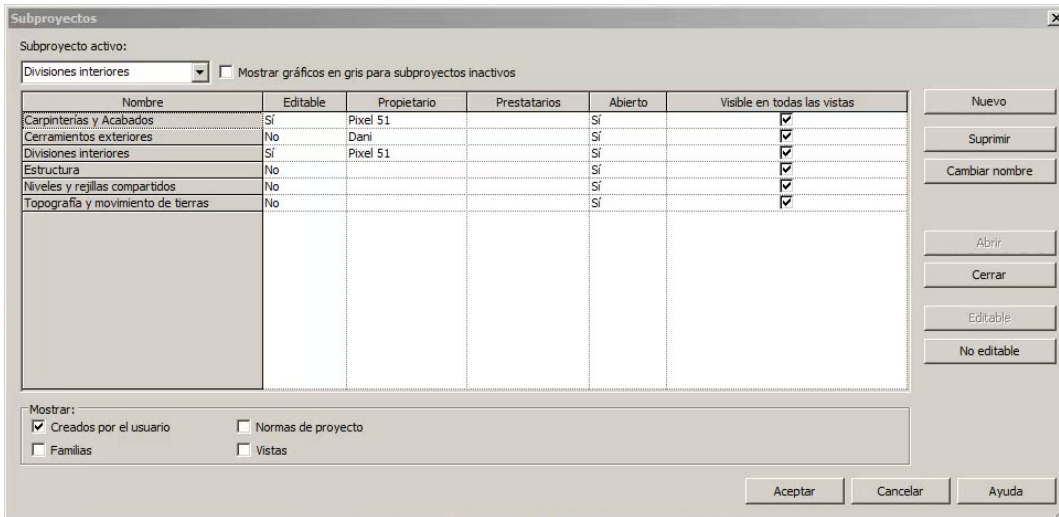 Subproyectos
Subproyecto activo:
Divisiones interiores Mostrar gráficos en gris para subproyectos inactivos
Nombre Editable Propietario Prestatarios Abierto Visible en todas las vistas
Carpinterías y Acabados Sí Pixel 51 Sí
Cerramientos exteriores No Dani Sí
Divisiones interiores Sí Pixel 51 Sí
Estructura No Sí
Niveles y rejillas compartidos No Sí
Topografía y movimiento de tierras No Sí
Nuevo
Suprimir
Cambiar nombre
Abrir
Cerrar
Editable
No editable
Mostrar:
Creados por el usuario Normas de proyecto
Familias Vistas
Aceptar Cancelar Ayuda